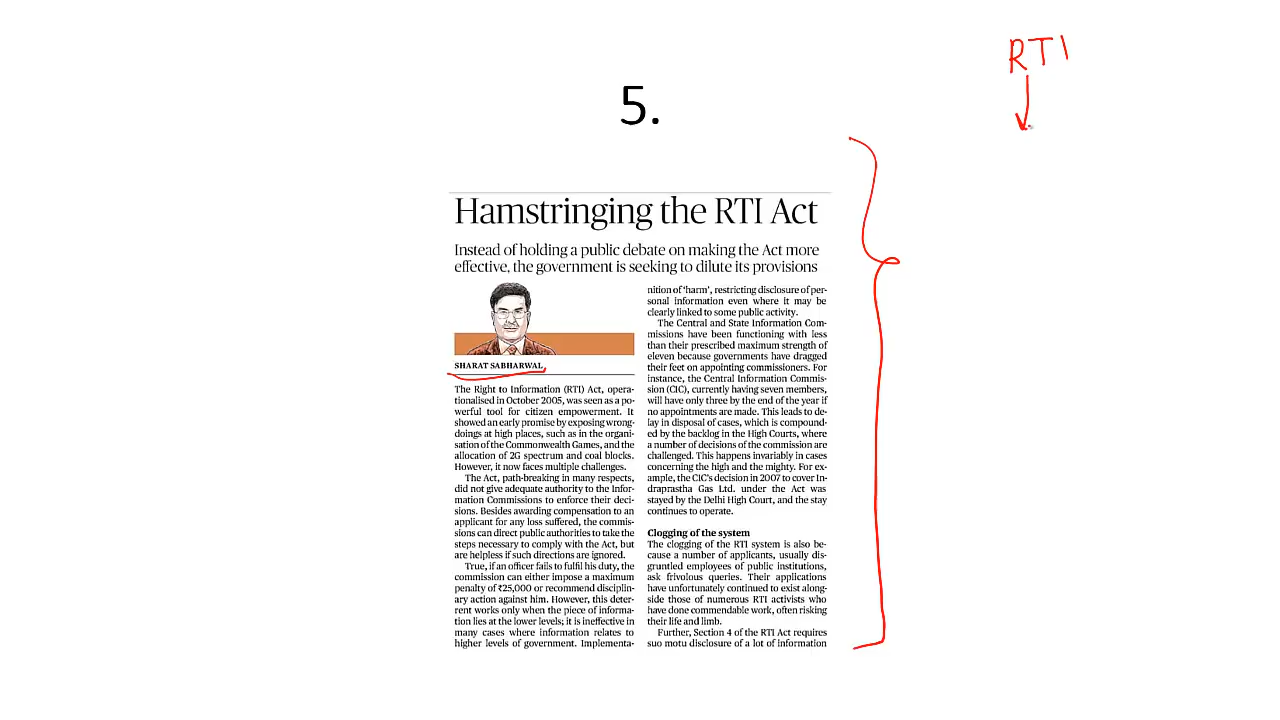 RTI
5.
Hamstringing the RTI Act
Instead of holding a public debate on making the Act more
effective, the government is seeking to dilute its provisions
SHARAT SABHARWAL
The Right to Information (RTI) Act, opera-
tionalised in October 2005, was seen as a po-
werful tool for citizen empowerment. It
showed an early promise by exposing wrong-
doings at high places, such as in the organi-
sation of the Commonwealth Games, and the
allocation of 2G spectrum and coal blocks.
However, it now faces multiple challenges.
The Act, path-breaking in many respects,
did not give adequate authority to the Infor-
mation Commissions to enforce their deci-
sions. Besides awarding compensation to an
applicant for any loss suffered, the commis-
sions can direct public authorities to take the
steps necessary to comply with the Act, but
are helpless if such directions are ignored.
True, if an officer fails to fulfil his duty, the
commission can either impose a maximum
penalty of ₹25,000 or recommend disciplin-
ary action against him. However, this deter-
rent works only when the piece of informa-
tion lies at the lower levels; it is ineffective in
many cases where information relates to
higher levels of government. Implementa-
nition of ‘harm’, restricting disclosure of per-
sonal information even where it may be
clearly linked to some public activity.
The Central and State Information Com-
missions have been functioning with less
than their prescribed maximum strength of
eleven because governments have dragged
their feet on appointing commissioners. For
instance, the Central Information Commis-
sion (CIC), currently having seven members,
will have only three by the end of the year if
no appointments are made. This leads to de-
lay in disposal of cases, which is compound-
ed by the backlog in the High Courts, where
a number of decisions of the commission are
challenged. This happens invariably in cases
concerning the high and the mighty. For ex-
ample, the CIC's decision in 2007 to cover In-
draprastha Gas Ltd. under the Act was
stayed by the Delhi High Court, and the stay
continues to operate.
Clogging of the system
The clogging of the RTI system is also be-
cause a number of applicants, usually dis-
gruntled employees of public institutions,
ask frivolous queries. Their applications
have unfortunately continued to exist along-
side those of numerous RTI activists who
have done commendable work, often risking
their life and limb.
Further, Section 4 of the RTI Act requires
suo motu disclosure of a lot of information